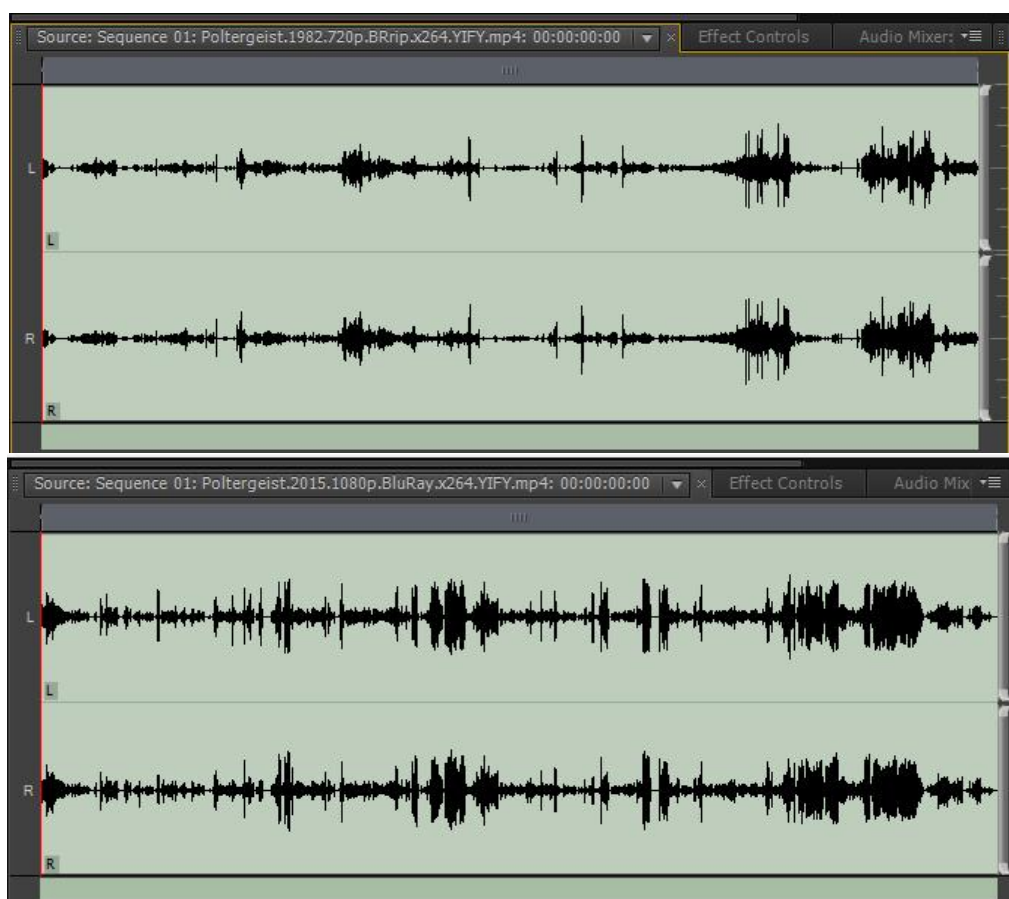 Source: Sequence 01: Poltergeist.1982.720p.BRrip.x264.YIFY.mp4: 00:00:00:00 Effect Controls Audio Mixer:
L
L
R
R
Source: Sequence 01: Poltergeist.2015.1080p.BluRay.x264.YIFY.mp4: 00:00:00:00 Effect Controls Audio Mix
L
L
R
R